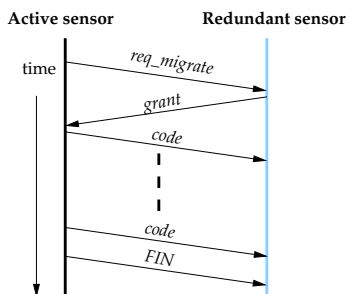 Active sensor
Redundant sensor
time
req_migrate
grant
code
code
FIN